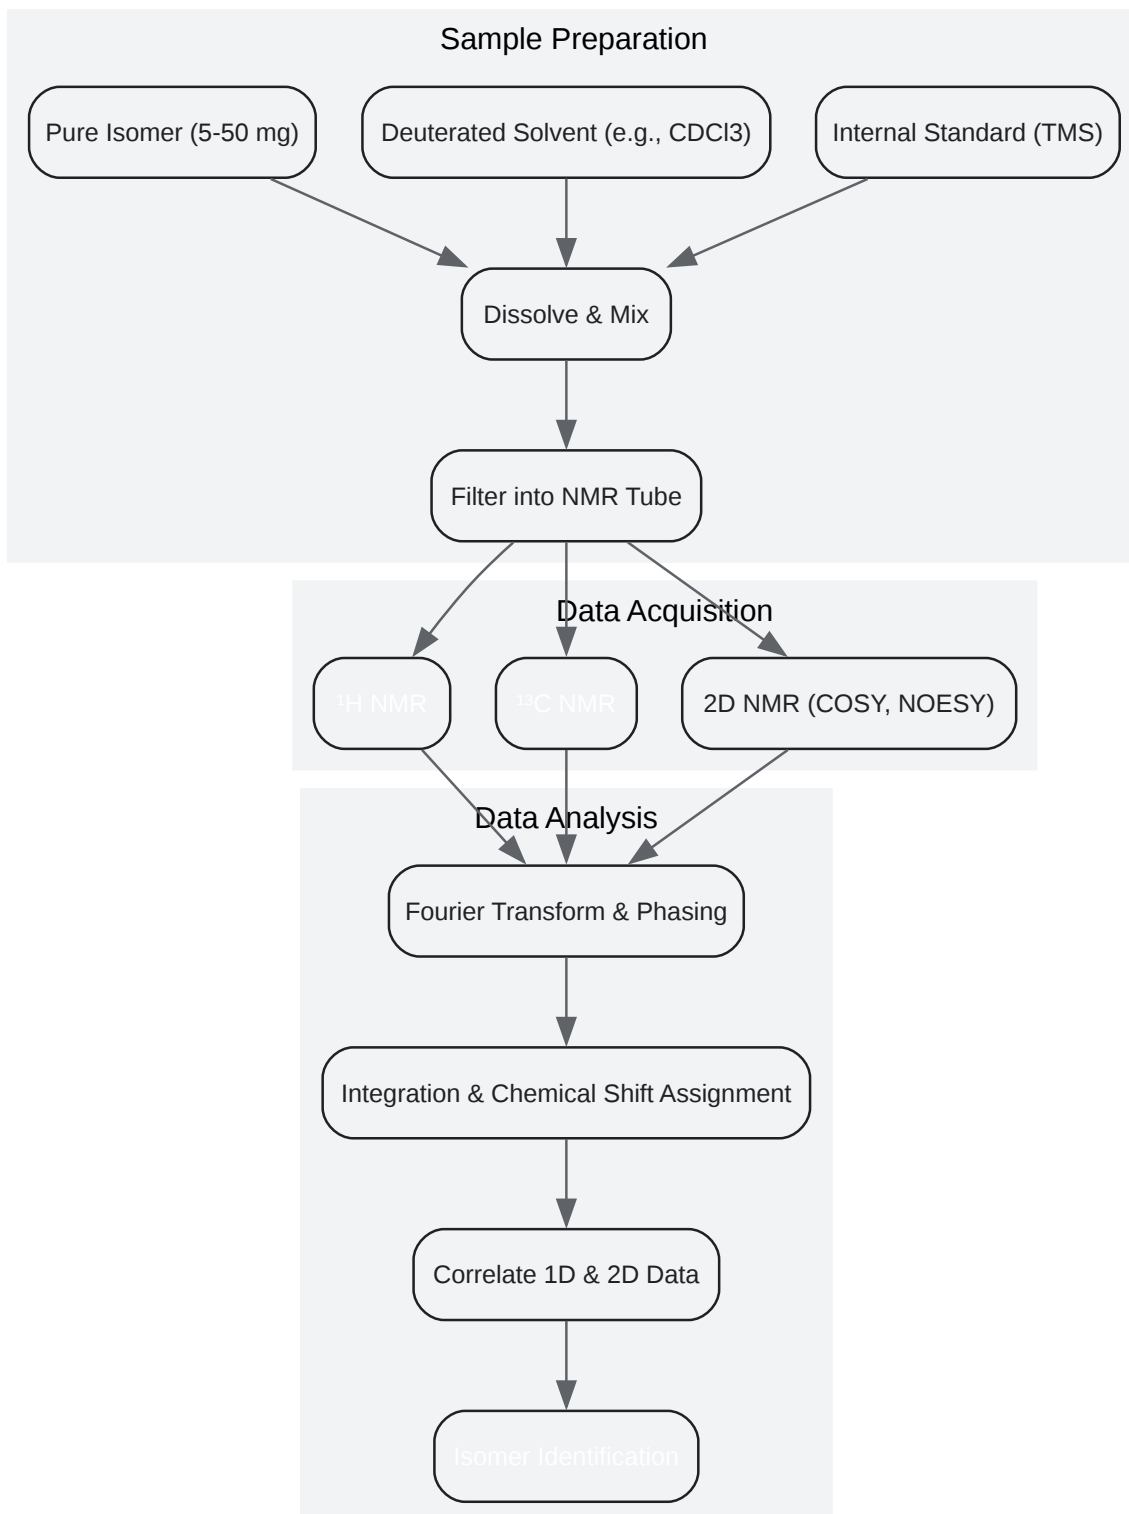 Sample Preparation
Pure Isomer (5-50 mg)
Deuterated Solvent (e.g., CDCl3)
Internal Standard (TMS)
Dissolve & Mix
Filter into NMR Tube
Data Acquisition
¹H NMR
¹³C NMR
2D NMR (COSY, NOESY)
Data Analysis
Fourier Transform & Phasing
Integration & Chemical Shift Assignment
Correlate 1D & 2D Data
Isomer Identification